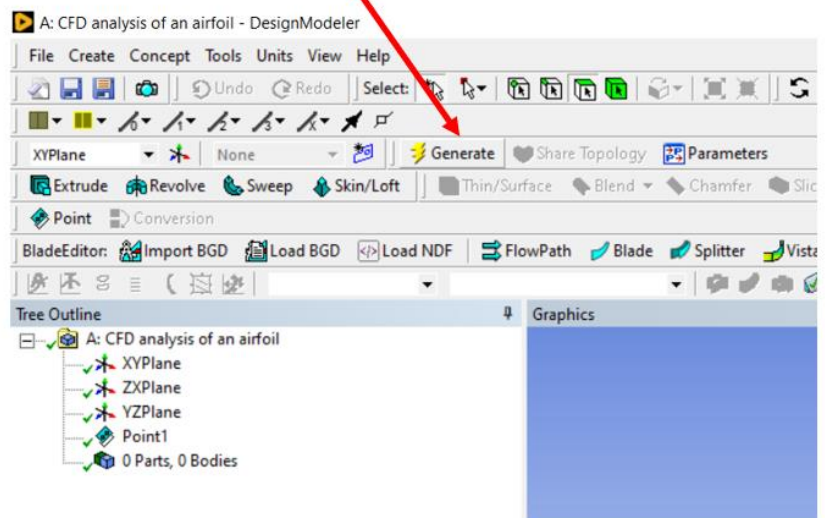 A: CFD analysis of an airfoil - DesignModeler
File Create Concept Tools Units View Help
Undo Redo Select:
XYPlane None Generate Share Topology Parameters
Extrude Revolve Sweep Skin/Loft Thin/Surface Blend Chamfer Slic
Point Conversion
BladeEditor: Import BGD Load BGD Load NDF FlowPath Blade Splitter Vista
Tree Outline Graphics
A: CFD analysis of an airfoil
XYPlane
ZXPlane
YZPlane
Point1
0 Parts, 0 Bodies